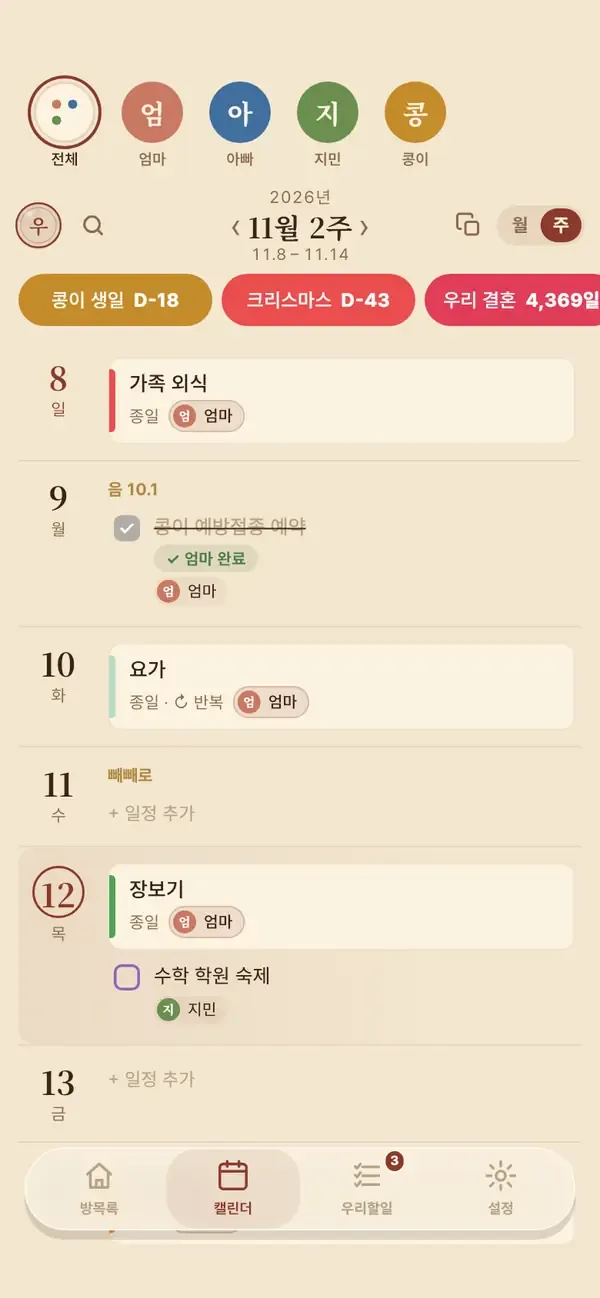 엄 아 지 콩
전체 엄마 아빠 지민 콩이
2026년
우 ‹ 11월 2주 › 월 주
11.8 – 11.14
콩이 생일 D-18 크리스마스 D-43 우리 결혼 4,369일
8 가족 외식
일 종일 엄 엄마
음 10.1
9 콩이 예방접종 예약
월
✓ 엄마 완료
엄 엄마
10 요가
화 종일 · 반복 엄 엄마
빼빼로
11
수 + 일정 추가
12 장보기
목 종일 엄 엄마
수학 학원 숙제
지 지민
13 + 일정 추가
금
3
방목록 캘린더 우리할일 설정